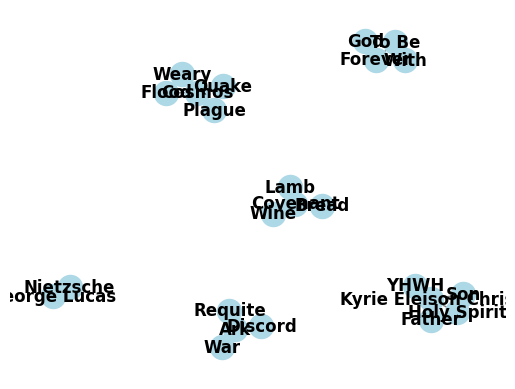 God
To Be
Forever
With
Weary
Quake
Flood
Cosmos
Plague
Lamb
Covenant
Bread
Wine
Nietzsche
eorge Lucas
Requite
Ark
Discord
War
YHWH
Son
Kyrie Eleison Chris
Holy Spirit
Father